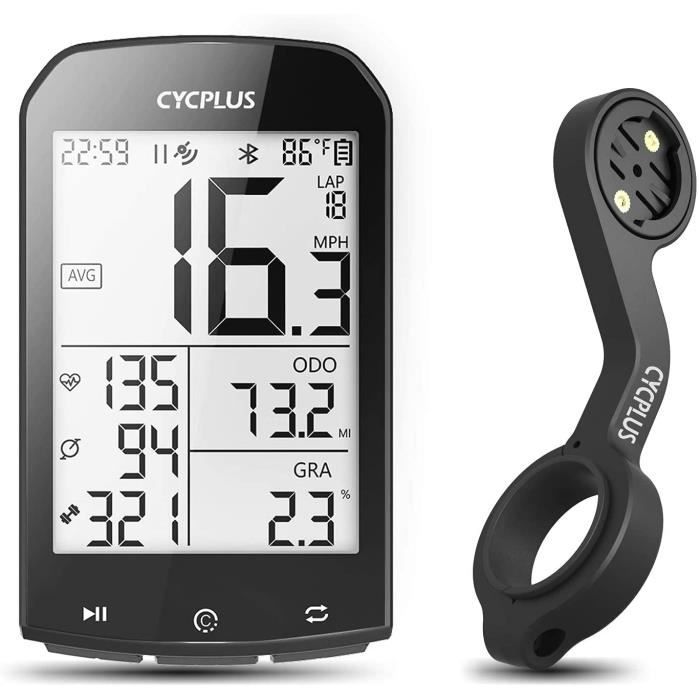 CYCPLUS
22:59 86°F
LAP
18
MPH
AVG
16.3
135
ODO
73.2 MI
94
GRA
321
2.3 %
C
CYCPLUS